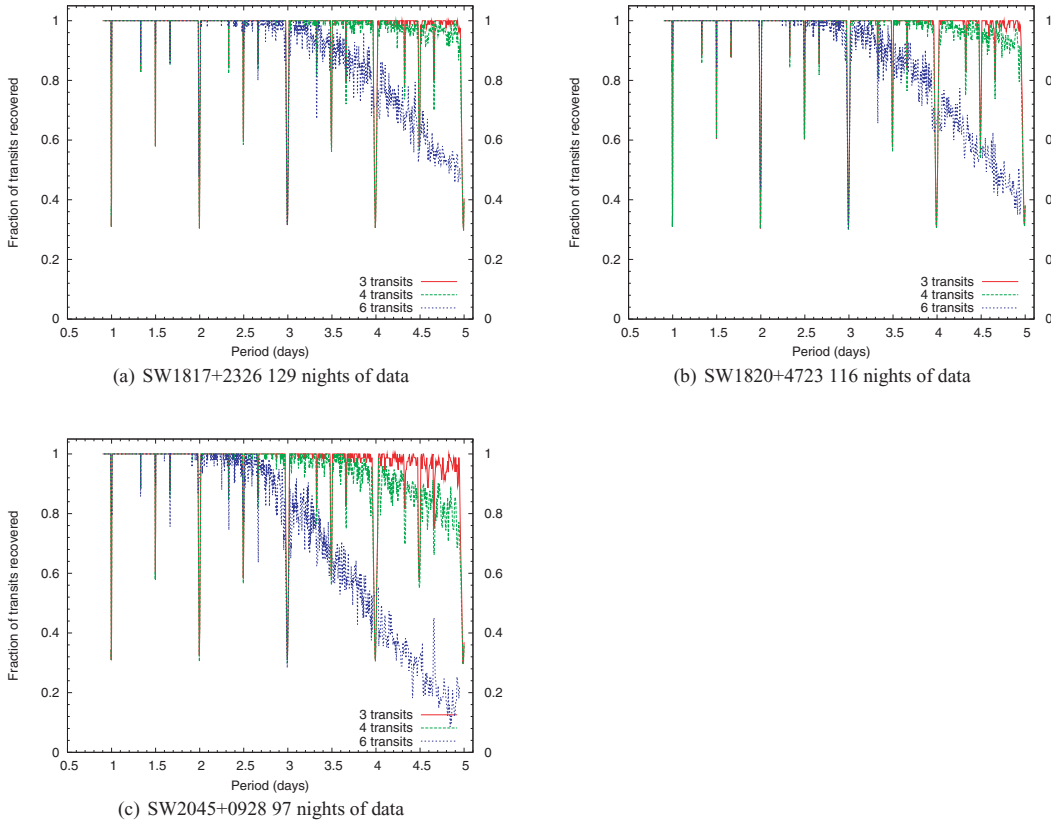 Fraction of transits recovered
1
0.8
0.6
0.4
0.2
0
1
0.8
0.6
0.4
0.2
0
3 transits
4 transits
6 transits
0.5 1 1.5 2 2.5 3 3.5 4 4.5 5
Period (days)
(a) SW1817+2326 129 nights of data
Fraction of transits recovered
1
0.8
0.6
0.4
0.2
0
1
0.8
0.6
0.4
0.2
0
3 transits
4 transits
6 transits
0.5 1 1.5 2 2.5 3 3.5 4 4.5 5
Period (days)
(b) SW1820+4723 116 nights of data
Fraction of transits recovered
1
0.8
0.6
0.4
0.2
0
1
0.8
0.6
0.4
0.2
0
3 transits
4 transits
6 transits
0.5 1 1.5 2 2.5 3 3.5 4 4.5 5
Period (days)
(c) SW2045+0928 97 nights of data